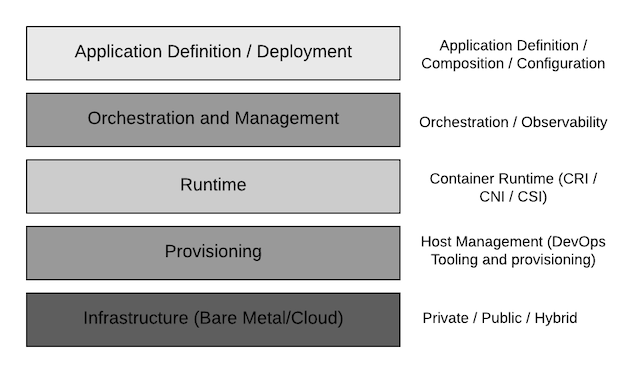 Application Definition / Deployment
Application Definition /
Composition / Configuration
Orchestration and Management
Orchestration / Observability
Runtime
Container Runtime (CRI /
CNI / CSI)
Provisioning
Host Management (DevOps
Tooling and provisioning)
Infrastructure (Bare Metal/Cloud)
Private / Public / Hybrid